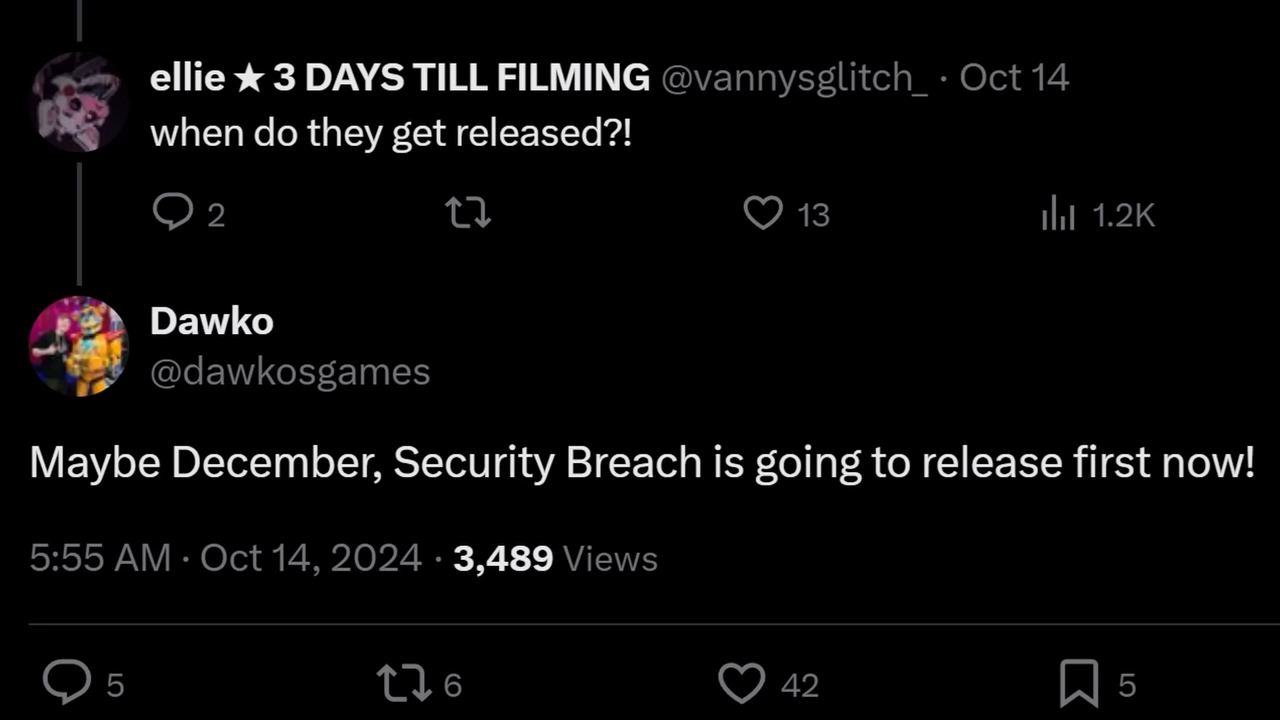 ellie ★ 3 DAYS TILL FILMING @vannysglitch_ · Oct 14
when do they get released?!
2 13 1.2K
Dawko
@dawkosgames
Maybe December, Security Breach is going to release first now!
5:55 AM · Oct 14, 2024 · 3,489 Views
5 6 42 5